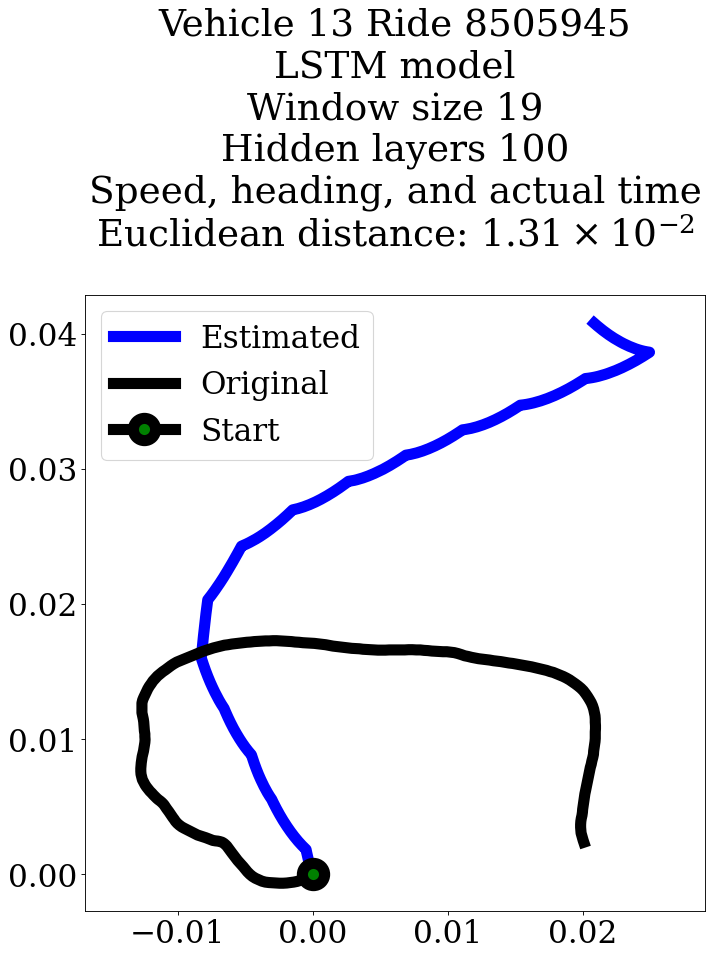 Vehicle 13 Ride 8505945
LSTM model
Window size 19
Hidden layers 100
Speed, heading, and actual time
Euclidean distance: 1.31 × 10⁻²
Estimated
Original
Start
0.04
0.03
0.02
0.01
0.00
−0.01 0.00 0.01 0.02